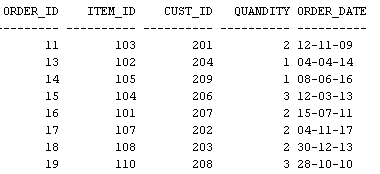 ORDER_ID ITEM_ID CUST_ID QUANDITY ORDER_DATE
---------- ---------- ---------- ---------- ----------
11 103 201 2 12-11-09
13 102 204 1 04-04-14
14 105 209 1 08-06-16
15 104 206 3 12-03-13
16 101 207 2 15-07-11
17 107 202 2 04-11-17
18 108 203 2 30-12-13
19 110 208 3 28-10-10